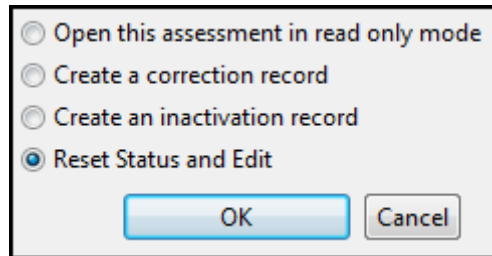 Open this assessment in read only mode
Create a correction record
Create an inactivation record
Reset Status and Edit
OK Cancel